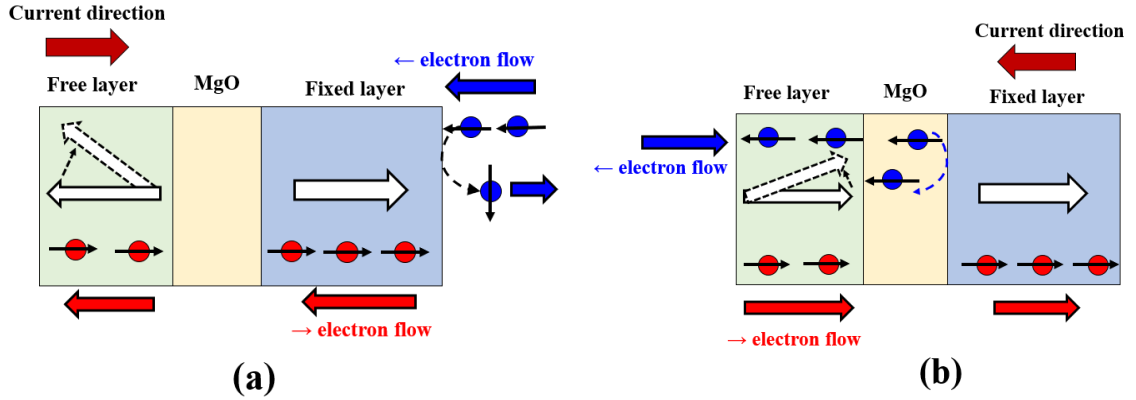 Current direction
← electron flow
Free layer
MgO
Fixed layer
→ electron flow
(a)
Current direction
Free layer
MgO
Fixed layer
← electron flow
→ electron flow
(b)